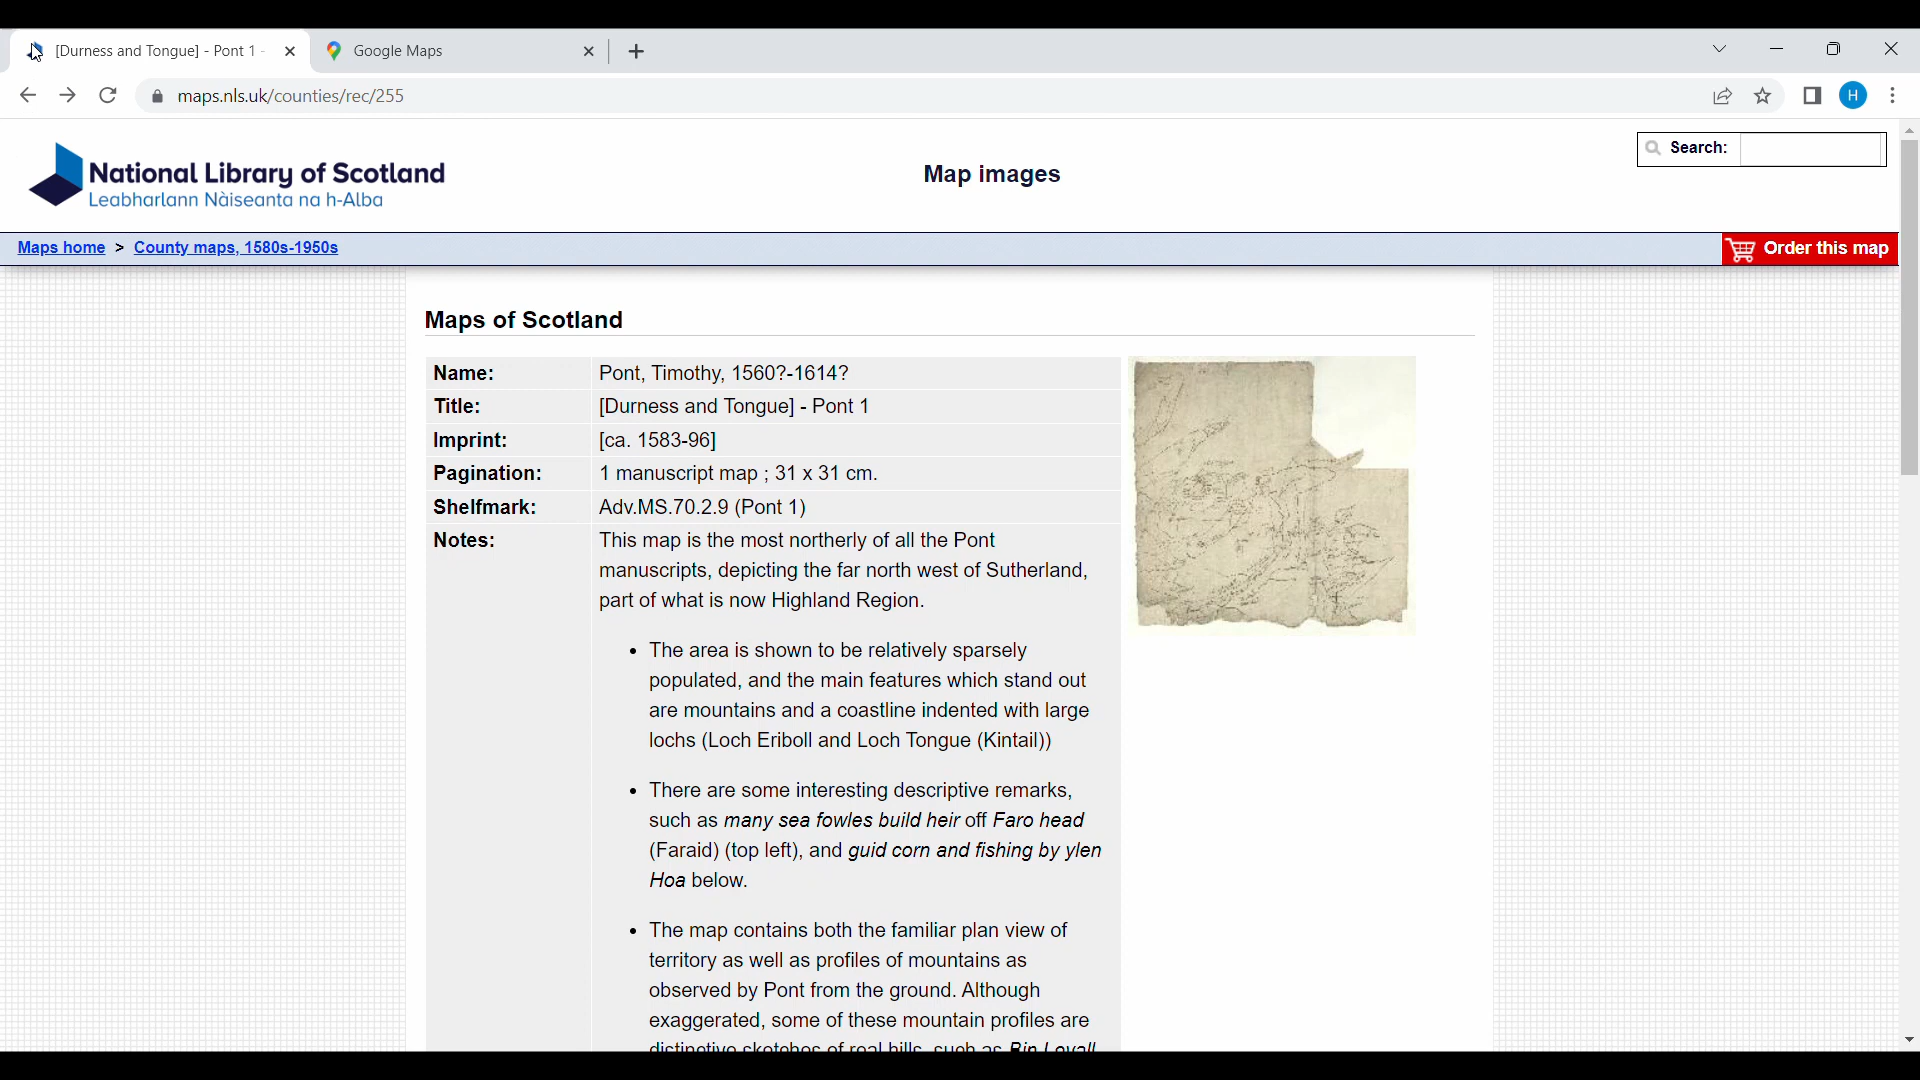 [Durness and Tongue] - Pont 1 -
Google Maps
maps.nls.uk/counties/rec/255
H
National Library of Scotland
Leabharlann Nàiseanta na h-Alba
Map images
Search:
Maps home > County maps, 1580s-1950s
Order this map
Maps of Scotland
Name: Pont, Timothy, 1560?-1614?
Title: [Durness and Tongue] - Pont 1
Imprint: [ca. 1583-96]
Pagination: 1 manuscript map ; 31 x 31 cm.
Shelfmark: Adv.MS.70.2.9 (Pont 1)
Notes: This map is the most northerly of all the Pont
manuscripts, depicting the far north west of Sutherland,
part of what is now Highland Region.
• The area is shown to be relatively sparsely
populated, and the main features which stand out
are mountains and a coastline indented with large
lochs (Loch Eriboll and Loch Tongue (Kintail))
• There are some interesting descriptive remarks,
such as many sea fowles build heir off Faro head
(Faraid) (top left), and guid corn and fishing by ylen
Hoa below.
• The map contains both the familiar plan view of
territory as well as profiles of mountains as
observed by Pont from the ground. Although
exaggerated, some of these mountain profiles are
distinctive sketches of real hills, such as Bin Loyall